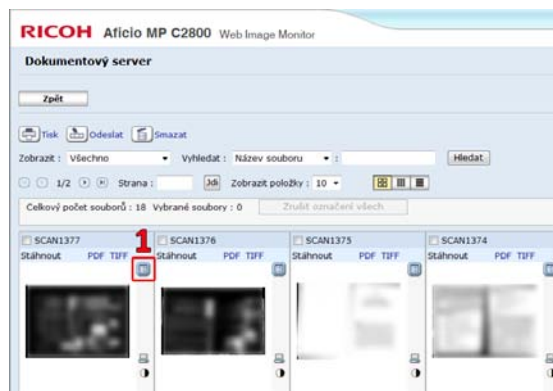 RICOH Aficio MP C2800 Web Image Monitor
Dokumentový server
Zpět
Tisk Odeslat Smazat
Zobrazit : Všechno Vyhledat : Název souboru : Hledat
1/2 Strana : Jdi Zobrazit položky : 10
Celkový počet souborů : 18 Vybrané soubory : 0 Zrušit označení všech
SCAN1377 1 SCAN1376 SCAN1375 SCAN1374
Stáhnout PDF TIFF Stáhnout PDF TIFF Stáhnout PDF TIFF Stáhnout PDF TIFF